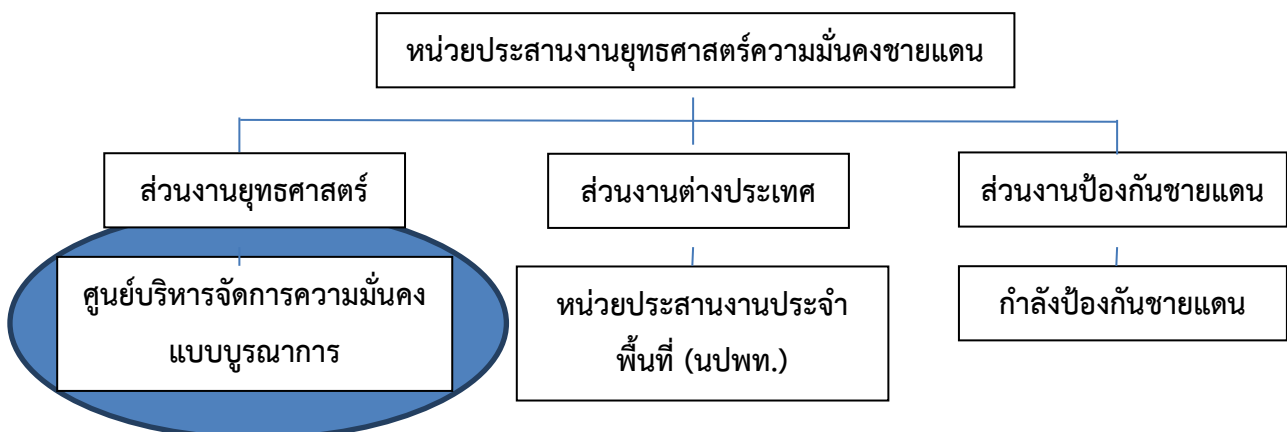 หน่วยประสานงานยุทธศาสตร์ความมั่นคงชายแดน
ส่วนงานยุทธศาสตร์
ส่วนงานต่างประเทศ
ส่วนงานป้องกันชายแดน
ศูนย์บริหารจัดการความมั่นคง
แบบบูรณาการ
หน่วยประสานงานประจำ
พื้นที่ (นปพท.)
กำลังป้องกันชายแดน